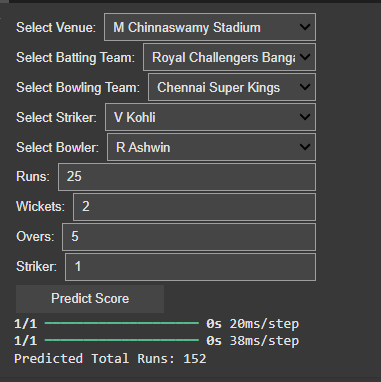 Select Venue: M Chinnaswamy Stadium
Select Batting Team: Royal Challengers Banga
Select Bowling Team: Chennai Super Kings
Select Striker: V Kohli
Select Bowler: R Ashwin
Runs: 25
Wickets: 2
Overs: 5
Striker: 1
Predict Score
1/1 0s 20ms/step
1/1 0s 38ms/step
Predicted Total Runs: 152